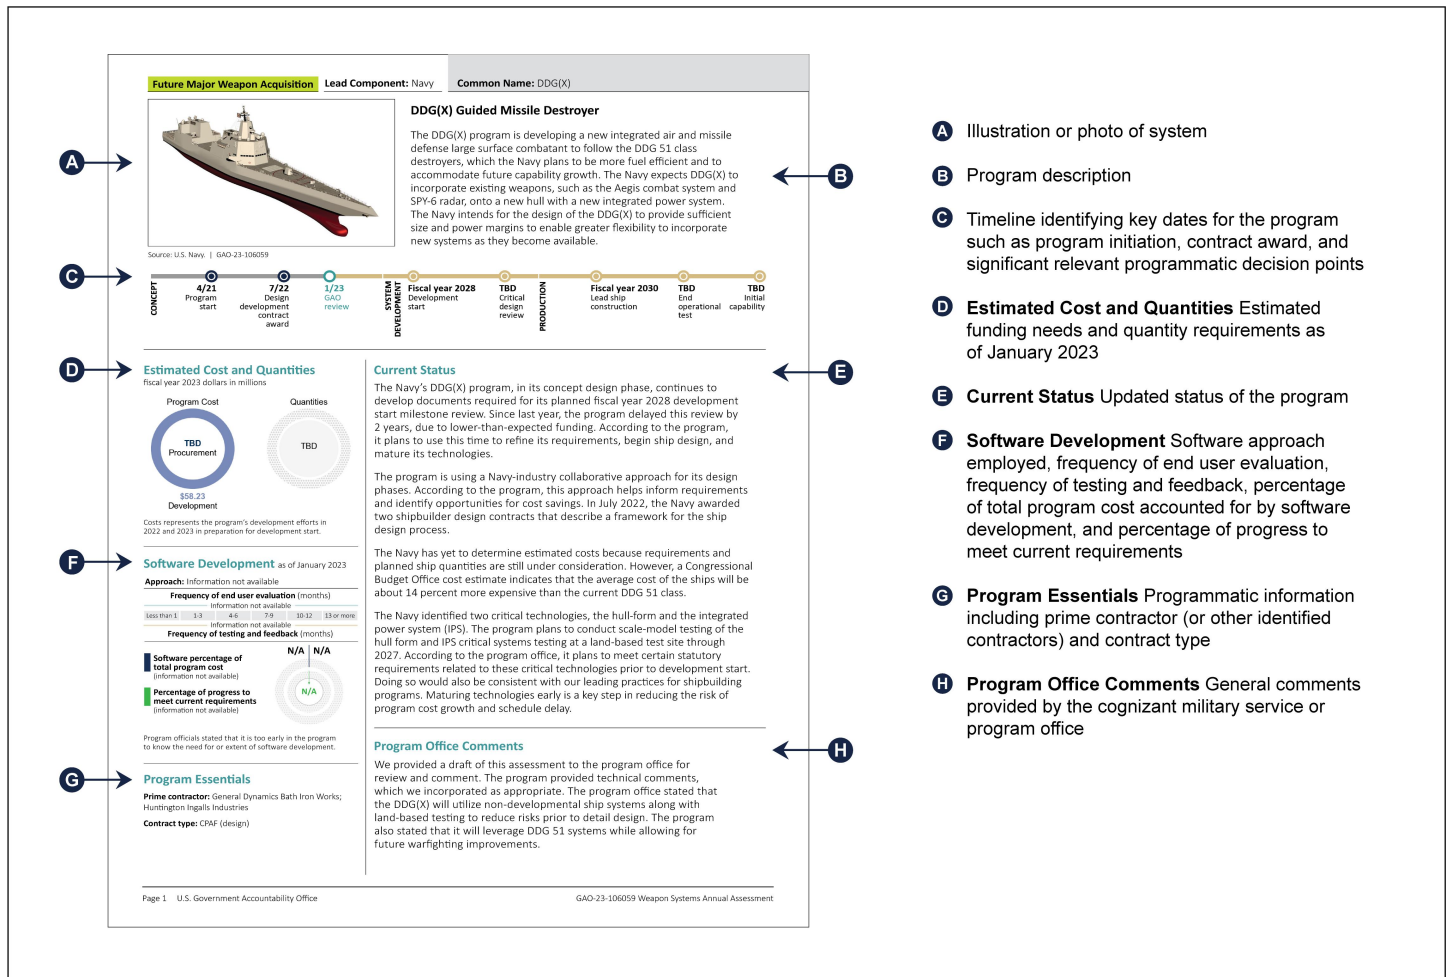 Future Major Weapon Acquisition
Lead Component: Navy
Common Name: DDG(X)
A
Source: U.S. Navy. | GAO-23-106059
DDG(X) Guided Missile Destroyer
The DDG(X) program is developing a new integrated air and missile
defense large surface combatant to follow the DDG 51 class
destroyers, which the Navy plans to be more fuel efficient and to
accommodate future capability growth. The Navy expects DDG(X) to
incorporate existing weapons, such as the Aegis combat system and
SPY-6 radar, onto a new hull with a new integrated power system.
The Navy intends for the design of the DDG(X) to provide sufficient
size and power margins to enable greater flexibility to incorporate
new systems as they become available.
B
C
CONCEPT
4/21
Program
start
7/22
Design
development
contract
award
1/23
GAO
review
SYSTEM
DEVELOPMENT
Fiscal year 2028
Development
start
TBD
Critical
design
review
PRODUCTION
Fiscal year 2030
Lead ship
construction
TBD
End
operational
test
TBD
Initial
capability
D
Estimated Cost and Quantities
fiscal year 2023 dollars in millions
Program Cost
Quantities
TBD
Procurement
TBD
$58.23
Development
Costs represents the program's development efforts in
2022 and 2023 in preparation for development start.
F
Software Development as of January 2023
Approach: Information not available
Frequency of end user evaluation (months)
Information not available
Less than 1 1-3 4-6 7-9 10-12 13 or more
Information not available
Frequency of testing and feedback (months)
N/A N/A
Software percentage of
total program cost
(information not available)
N/A
Percentage of progress to
meet current requirements
(information not available)
Program officials stated that it is too early in the program
to know the need for or extent of software development.
G
Program Essentials
Prime contractor: General Dynamics Bath Iron Works;
Huntington Ingalls Industries
Contract type: CPAF (design)
E
Current Status
The Navy's DDG(X) program, in its concept design phase, continues to
develop documents required for its planned fiscal year 2028 development
start milestone review. Since last year, the program delayed this review by
2 years, due to lower-than-expected funding. According to the program,
it plans to use this time to refine its requirements, begin ship design, and
mature its technologies.
The program is using a Navy-industry collaborative approach for its design
phases. According to the program, this approach helps inform requirements
and identify opportunities for cost savings. In July 2022, the Navy awarded
two shipbuilder design contracts that describe a framework for the ship
design process.
The Navy has yet to determine estimated costs because requirements and
planned ship quantities are still under consideration. However, a Congressional
Budget Office cost estimate indicates that the average cost of the ships will be
about 14 percent more expensive than the current DDG 51 class.
The Navy identified two critical technologies, the hull-form and the integrated
power system (IPS). The program plans to conduct scale-model testing of the
hull form and IPS critical systems testing at a land-based test site through
2027. According to the program office, it plans to meet certain statutory
requirements related to these critical technologies prior to development start.
Doing so would also be consistent with our leading practices for shipbuilding
programs. Maturing technologies early is a key step in reducing the risk of
program cost growth and schedule delay.
H
Program Office Comments
We provided a draft of this assessment to the program office for
review and comment. The program provided technical comments,
which we incorporated as appropriate. The program office stated that
the DDG(X) will utilize non-developmental ship systems along with
land-based testing to reduce risks prior to detail design. The program
also stated that it will leverage DDG 51 systems while allowing for
future warfighting improvements.
Page 1 U.S. Government Accountability Office
GAO-23-106059 Weapon Systems Annual Assessment
A Illustration or photo of system
B Program description
C Timeline identifying key dates for the program
such as program initiation, contract award, and
significant relevant programmatic decision points
D Estimated Cost and Quantities Estimated
funding needs and quantity requirements as
of January 2023
E Current Status Updated status of the program
F Software Development Software approach
employed, frequency of end user evaluation,
frequency of testing and feedback, percentage
of total program cost accounted for by software
development, and percentage of progress to
meet current requirements
G Program Essentials Programmatic information
including prime contractor (or other identified
contractors) and contract type
H Program Office Comments General comments
provided by the cognizant military service or
program office